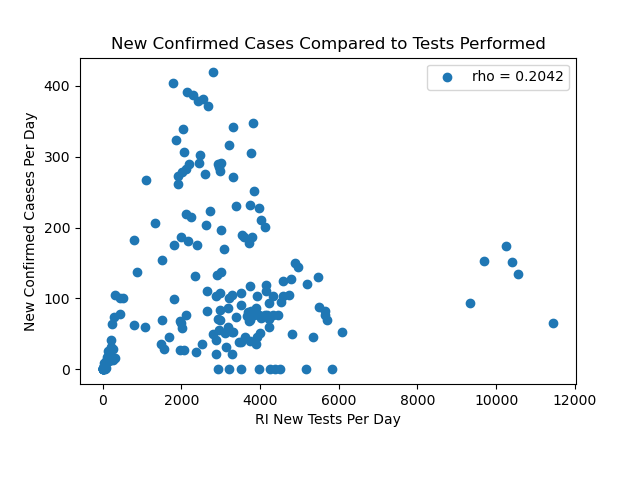 New Confirmed Cases Compared to Tests Performed
rho = 0.2042
New Confirmed Caeses Per Day
400
300
200
100
0
0 2000 4000 6000 8000 10000 12000
RI New Tests Per Day